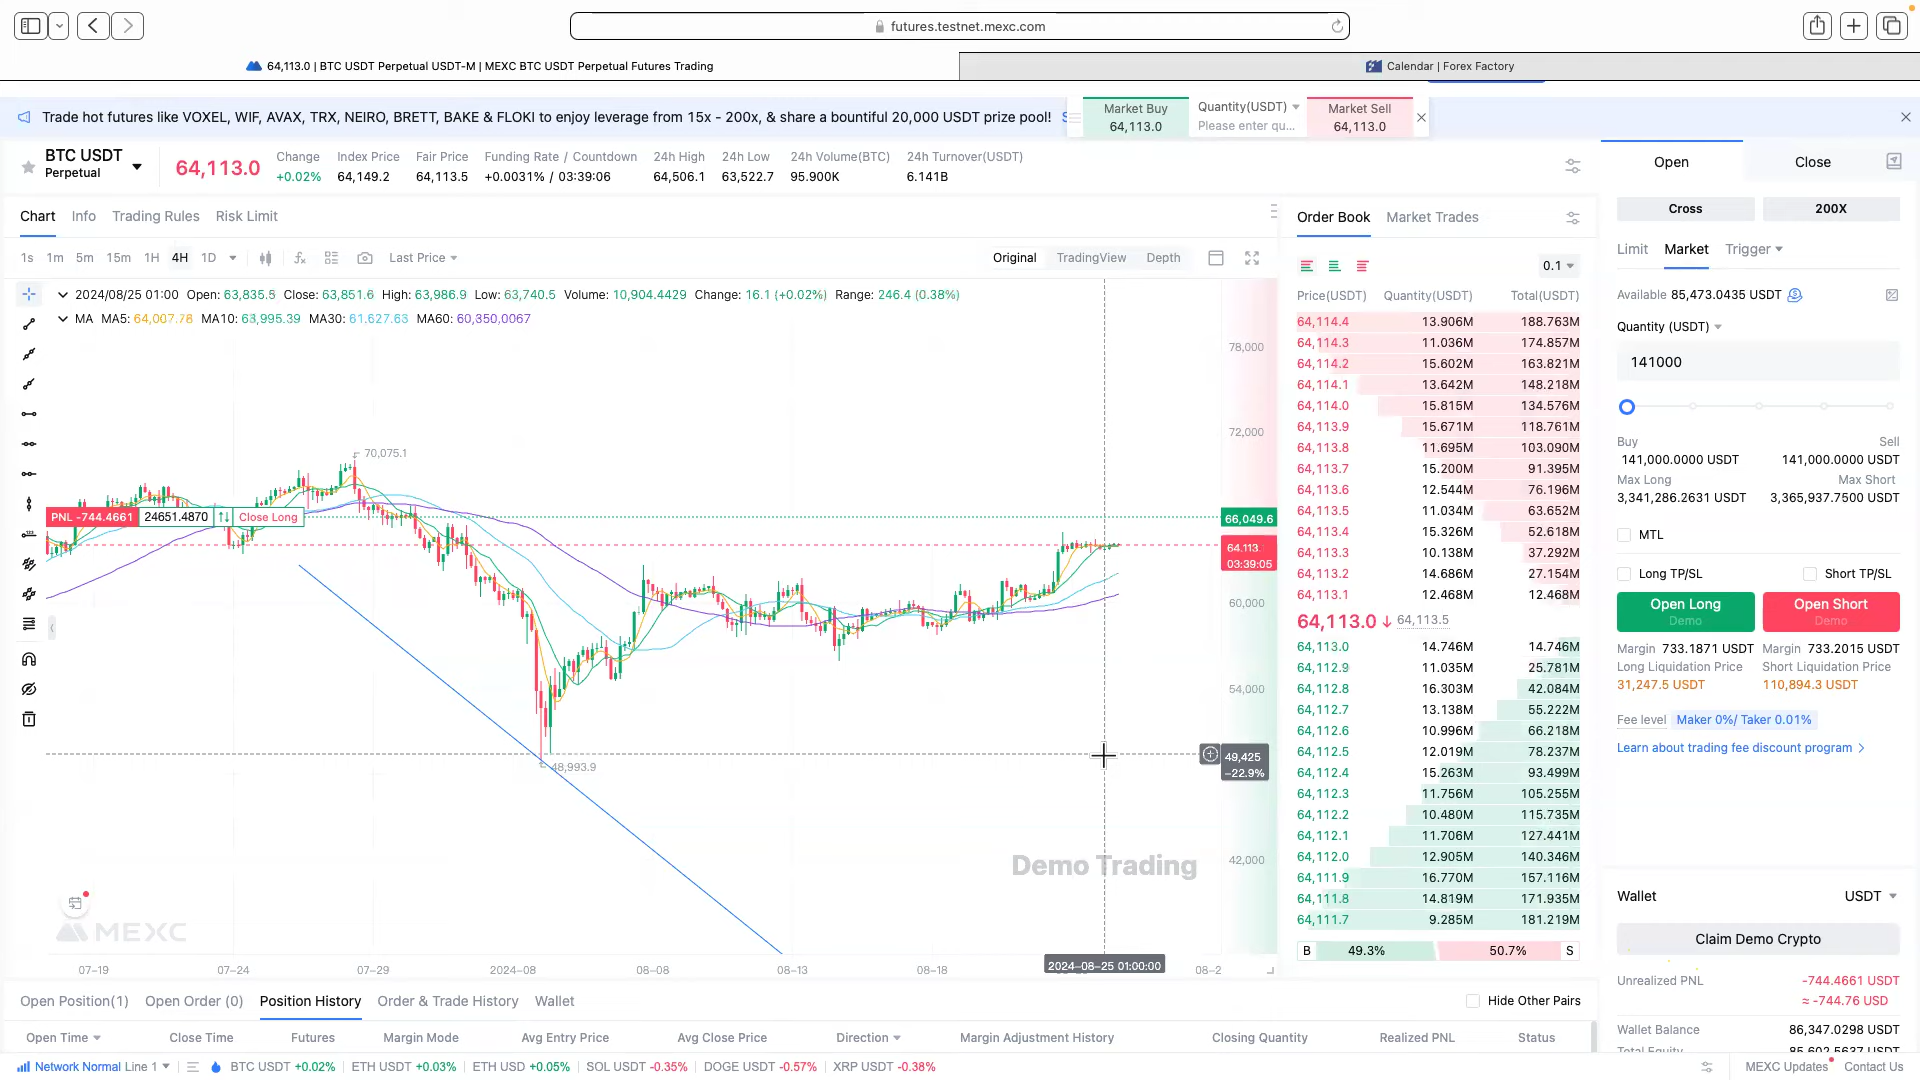 futures.testnet.mexc.com
64,113.0 | BTC USDT Perpetual USDT-M | MEXC BTC USDT Perpetual Futures Trading
Calendar | Forex Factory
Trade hot futures like VOXEL, WIF, AVAX, TRX, NEIRO, BRETT, BAKE & FLOKI to enjoy leverage from 15x - 200x, & share a bountiful 20,000 USDT prize pool!
Market Buy
64,113.0
Quantity(USDT)
Please enter qu...
Market Sell
64,113.0
BTC USDT
Perpetual
64,113.0
Change
+0.02%
Index Price
64,149.2
Fair Price
64,113.5
Funding Rate / Countdown
+0.0031% / 03:39:06
24h High
64,506.1
24h Low
63,522.7
24h Volume(BTC)
95.900K
24h Turnover(USDT)
6.141B
Chart Info Trading Rules Risk Limit
1s 1m 5m 15m 1H 4H 1D Last Price Original TradingView Depth
2024/08/25 01:00 Open: 63,835.5 Close: 63,851.6 High: 63,986.9 Low: 63,740.5 Volume: 10,904.4429 Change: 16.1 (+0.02%) Range: 246.4 (0.38%)
MA MA5: 64,007.78 MA10: 63,995.39 MA30: 61,627.63 MA60: 60,350.0067
78,000
72,000
70,075.1
PNL -744.4661 24651.4870 Close Long
66,049.6
64,113.
03:39:05
60,000
54,000
49,425
-22.9%
48,993.9
42,000
Demo Trading
MEXC
07-19 07-24 07-29 2024-08 08-08 08-13 08-18 2024-08-25 01:00:00 08-2
Order Book Market Trades
0.1
Price(USDT) Quantity(USDT) Total(USDT)
64,114.4 13.906M 188.763M
64,114.3 11.036M 174.857M
64,114.2 15.602M 163.821M
64,114.1 13.642M 148.218M
64,114.0 15.815M 134.576M
64,113.9 15.671M 118.761M
64,113.8 11.695M 103.090M
64,113.7 15.200M 91.395M
64,113.6 12.544M 76.196M
64,113.5 11.034M 63.652M
64,113.4 15.326M 52.618M
64,113.3 10.138M 37.292M
64,113.2 14.686M 27.154M
64,113.1 12.468M 12.468M
64,113.0 64,113.5
64,113.0 14.746M 14.746M
64,112.9 11.035M 25.781M
64,112.8 16.303M 42.084M
64,112.7 13.138M 55.222M
64,112.6 10.996M 66.218M
64,112.5 12.019M 78.237M
64,112.4 15.263M 93.499M
64,112.3 11.756M 105.255M
64,112.2 10.480M 115.735M
64,112.1 11.706M 127.441M
64,112.0 12.905M 140.346M
64,111.9 16.770M 157.116M
64,111.8 14.819M 171.935M
64,111.7 9.285M 181.219M
B 49.3% 50.7% S
Open Close
Cross 200X
Limit Market Trigger
Available 85,473.0435 USDT
Quantity (USDT)
141000
Buy Sell
141,000.0000 USDT 141,000.0000 USDT
Max Long Max Short
3,341,286.2631 USDT 3,365,937.7500 USDT
MTL
Long TP/SL Short TP/SL
Open Long
Demo
Open Short
Demo
Margin 733.1871 USDT Margin 733.2015 USDT
Long Liquidation Price Short Liquidation Price
31,247.5 USDT 110,894.3 USDT
Fee level Maker 0%/ Taker 0.01%
Learn about trading fee discount program
Wallet USDT
Claim Demo Crypto
Unrealized PNL -744.4661 USDT
≈ -744.76 USD
Wallet Balance 86,347.0298 USDT
Total Equity 85,602.5637 USDT
Open Position(1) Open Order (0) Position History Order & Trade History Wallet Hide Other Pairs
Open Time Close Time Futures Margin Mode Avg Entry Price Avg Close Price Direction Margin Adjustment History Closing Quantity Realized PNL Status
Network Normal Line 1 BTC USDT +0.02% ETH USDT +0.03% ETH USD +0.05% SOL USDT -0.35% DOGE USDT -0.57% XRP USDT -0.38% MEXC Updates Contact Us